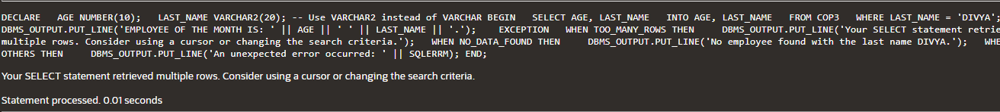 DECLARE   AGE NUMBER(10);   LAST_NAME VARCHAR2(20); -- Use VARCHAR2 instead of VARCHAR BEGIN   SELECT AGE, LAST_NAME   INTO AGE, LAST_NAME   FROM COP3   WHERE LAST_NAME = 'DIVYA';
DBMS_OUTPUT.PUT_LINE('EMPLOYEE OF THE MONTH IS: ' || AGE || ' ' || LAST_NAME || '.');    EXCEPTION   WHEN TOO_MANY_ROWS THEN     DBMS_OUTPUT.PUT_LINE('Your SELECT statement retrie
multiple rows. Consider using a cursor or changing the search criteria.');   WHEN NO_DATA_FOUND THEN     DBMS_OUTPUT.PUT_LINE('No employee found with the last name DIVYA.');   WHE
OTHERS THEN     DBMS_OUTPUT.PUT_LINE('An unexpected error occurred: ' || SQLERRM); END;
Your SELECT statement retrieved multiple rows. Consider using a cursor or changing the search criteria.
Statement processed. 0.01 seconds